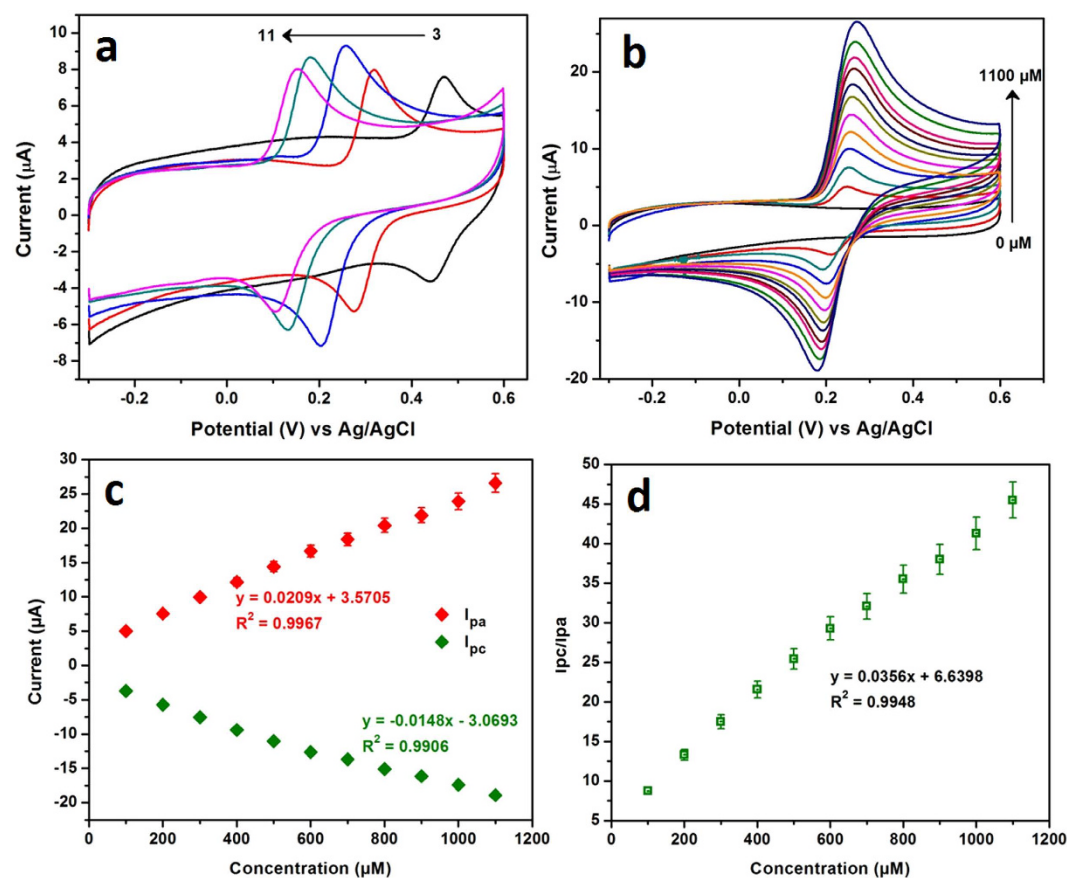 a
11
3
10
8
6
4
2
0
-2
-4
-6
-8
Current (µA)
-0.2
0.0
0.2
0.4
0.6
Potential (V) vs Ag/AgCl
b
1100 µM
0 µM
20
10
0
-10
-20
Current (µA)
-0.2
0.0
0.2
0.4
0.6
Potential (V) vs Ag/AgCl
c
30
25
20
15
10
5
0
-5
-10
-15
-20
Current (µA)
y = 0.0209x + 3.5705
R2 = 0.9967
Ipa
Ipc
y = -0.0148x - 3.0693
R2 = 0.9906
0
200
400
600
800
1000
1200
Concentration (µM)
d
50
45
40
35
30
25
20
15
10
5
Ipc/Ipa
y = 0.0356x + 6.6398
R2 = 0.9948
0
200
400
600
800
1000
1200
Concentration (µM)